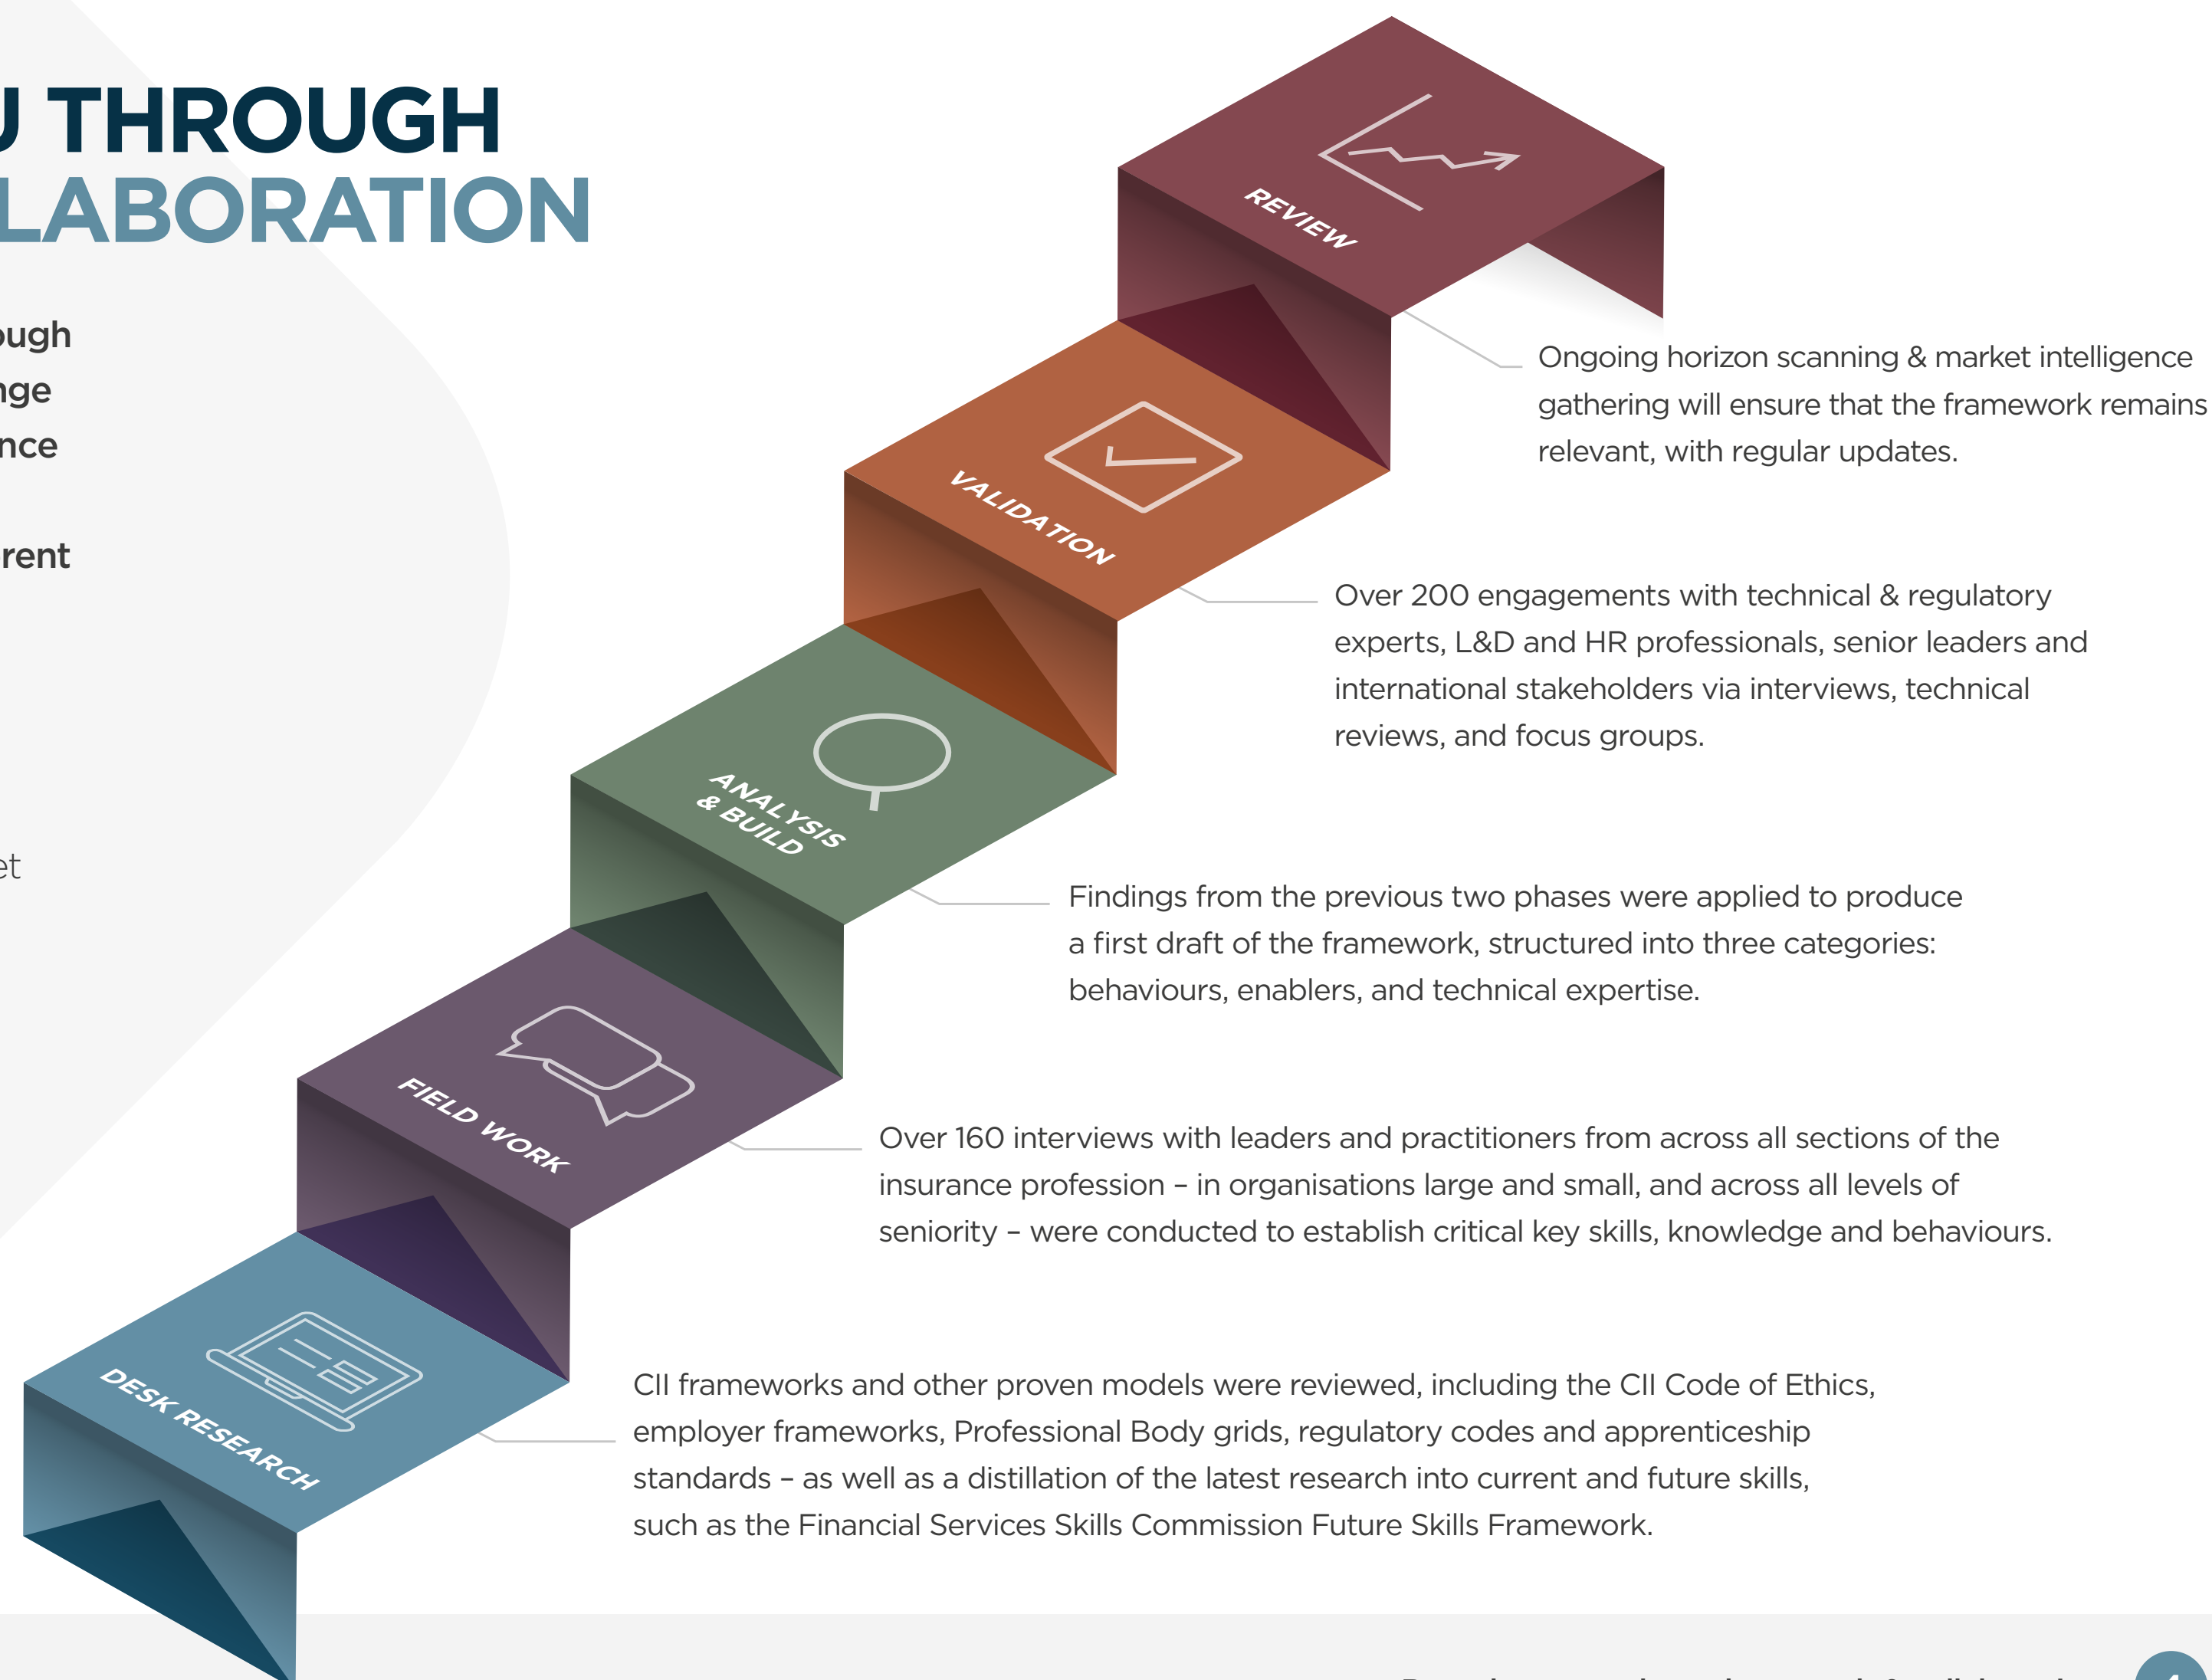 THROUGH
LABORATION
REVIEW
Ongoing horizon scanning & market intelligence
gathering will ensure that the framework remains
relevant, with regular updates.
VALIDATION
Over 200 engagements with technical & regulatory
experts, L&D and HR professionals, senior leaders and
international stakeholders via interviews, technical
reviews, and focus groups.
ANALYSIS
& BUILD
Findings from the previous two phases were applied to produce
a first draft of the framework, structured into three categories:
behaviours, enablers, and technical expertise.
FIELD WORK
Over 160 interviews with leaders and practitioners from across all sections of the
insurance profession – in organisations large and small, and across all levels of
seniority – were conducted to establish critical key skills, knowledge and behaviours.
DESK RESEARCH
CII frameworks and other proven models were reviewed, including the CII Code of Ethics,
employer frameworks, Professional Body grids, regulatory codes and apprenticeship
standards – as well as a distillation of the latest research into current and future skills,
such as the Financial Services Skills Commission Future Skills Framework.